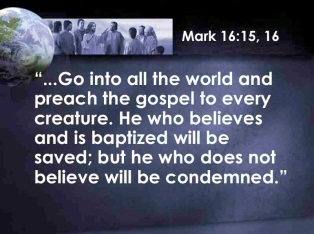 Mark 16:15, 16
“...Go into all the world and
preach the gospel to every
creature. He who believes
and is baptized will be
saved; but he who does not
believe will be condemned.”